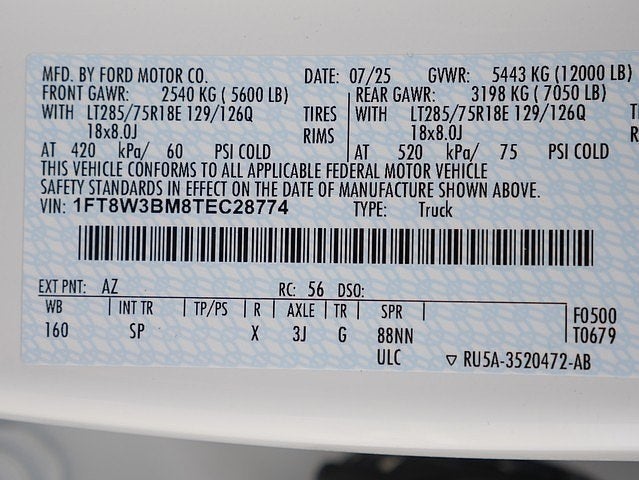 MFD. BY FORD MOTOR CO. DATE: 07/25 GVWR: 5443 KG (12000 LB)
FRONT GAWR: 2540 KG (5600 LB) REAR GAWR: 3198 KG (7050 LB)
WITH LT285/75R18E 129/126Q TIRES WITH LT285/75R18E 129/126Q
18x8.0J RIMS 18x8.0J
AT 420 kPa/ 60 PSI COLD AT 520 kPa/ 75 PSI COLD
THIS VEHICLE CONFORMS TO ALL APPLICABLE FEDERAL MOTOR VEHICLE
SAFETY STANDARDS IN EFFECT ON THE DATE OF MANUFACTURE SHOWN ABOVE.
VIN: 1FT8W3BM8TEC28774 TYPE: Truck
EXT PNT: AZ RC: 56 DSO:
WB INT TR TP/PS R AXLE TR SPR F0500
160 SP X 3J G 88NN T0679
ULC RU5A-3520472-AB